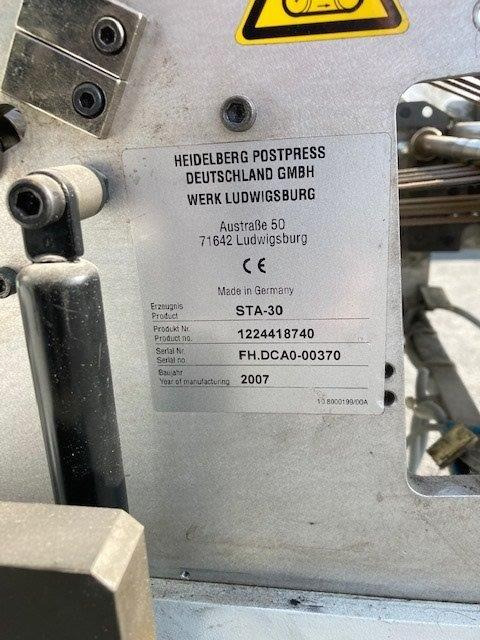 HEIDELBERG POSTPRESS
DEUTSCHLAND GMBH
WERK LUDWIGSBURG
Austraße 50
71642 Ludwigsburg
CE
Made in Germany
Erzeugnis
Product STA-30
Produkt Nr.
Product no. 1224418740
Serial Nr.
Serial no. FH.DCA0-00370
Baujahr
Year of manufacturing 2007
10.8000199/00A